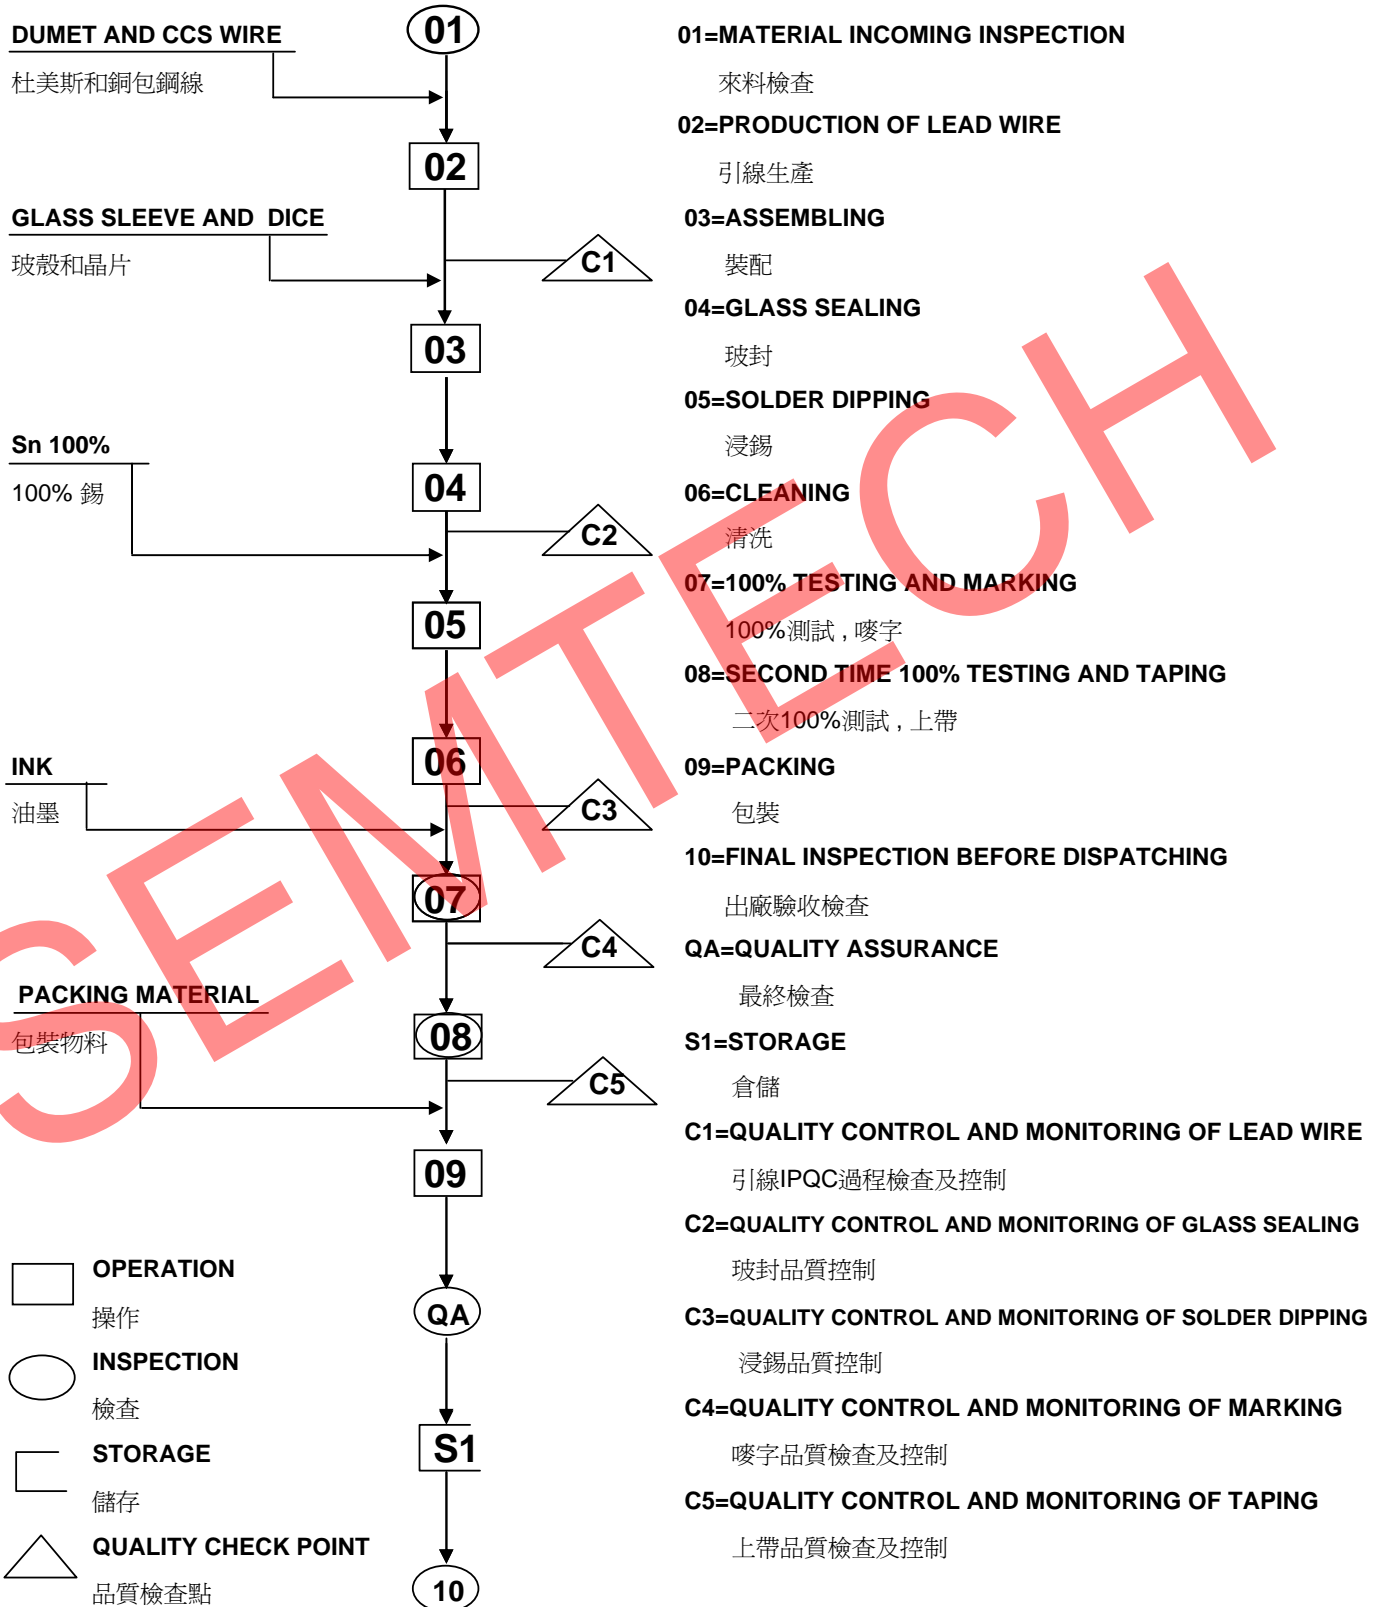 DUMET AND CCS WIRE
杜美斯和銅包鋼線
GLASS SLEEVE AND DICE
玻殼和晶片
Sn 100%
100% 錫
INK
油墨
PACKING MATERIAL
包裝物料
OPERATION
操作
INSPECTION
檢查
STORAGE
儲存
QUALITY CHECK POINT
品質檢查點
01
02
C1
03
04
C2
05
06
C3
07
C4
08
C5
09
QA
S1
10
01=MATERIAL INCOMING INSPECTION
來料檢查
02=PRODUCTION OF LEAD WIRE
引線生產
03=ASSEMBLING
裝配
04=GLASS SEALING
玻封
05=SOLDER DIPPING
浸錫
06=CLEANING
清洗
07=100% TESTING AND MARKING
100%測試 , 嘜字
08=SECOND TIME 100% TESTING AND TAPING
二次100%測試 , 上帶
09=PACKING
包裝
10=FINAL INSPECTION BEFORE DISPATCHING
出廠驗收檢查
QA=QUALITY ASSURANCE
最終檢查
S1=STORAGE
倉儲
C1=QUALITY CONTROL AND MONITORING OF LEAD WIRE
引線IPQC過程檢查及控制
C2=QUALITY CONTROL AND MONITORING OF GLASS SEALING
玻封品質控制
C3=QUALITY CONTROL AND MONITORING OF SOLDER DIPPING
浸錫品質控制
C4=QUALITY CONTROL AND MONITORING OF MARKING
嘜字品質檢查及控制
C5=QUALITY CONTROL AND MONITORING OF TAPING
上帶品質檢查及控制
SEMTECH